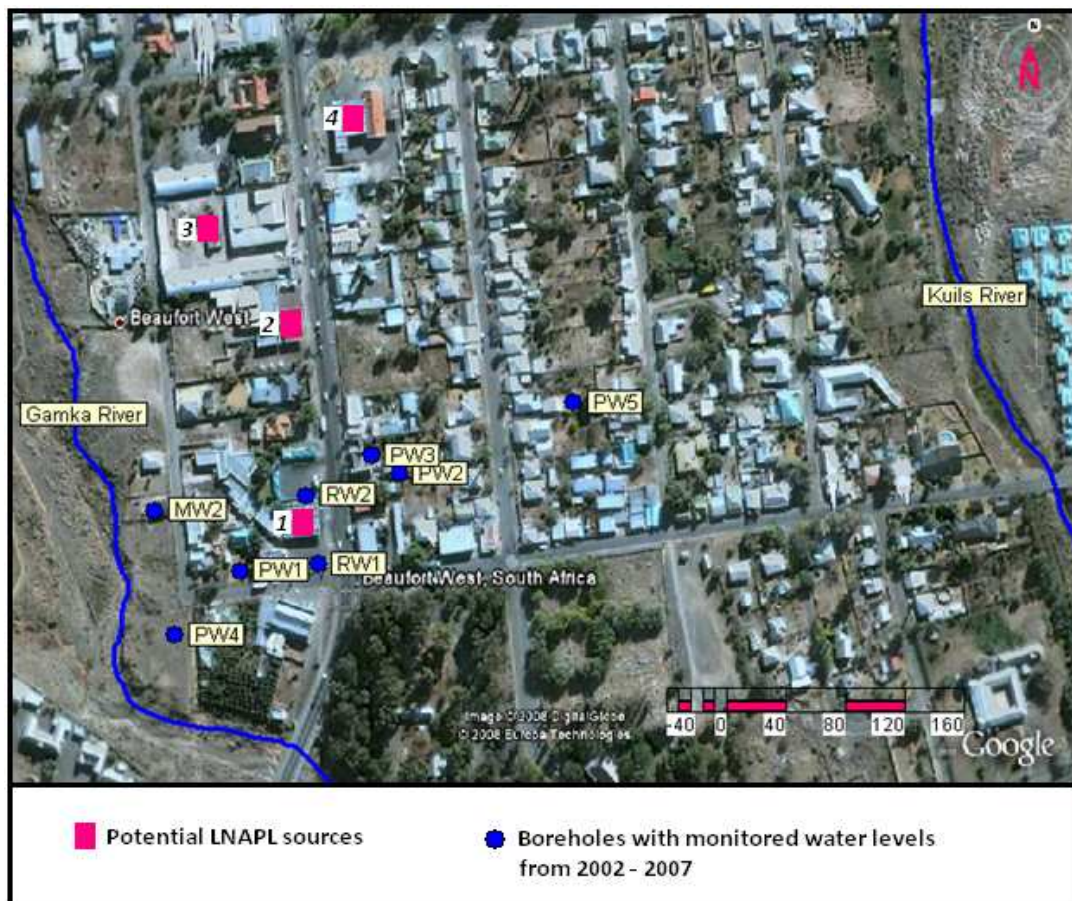 N
4
3
Kuils River
Beaufort West
2
PW5
Gamka River
PW3
PW2
RW2
MW2
1
RW1
PW1
Beaufort West, South Africa
PW4
-40 0 40 80 120 160
Image © 2008 DigitalGlobe
© 2008 Europa Technologies
Google
Potential LNAPL sources
Boreholes with monitored water levels
from 2002 - 2007